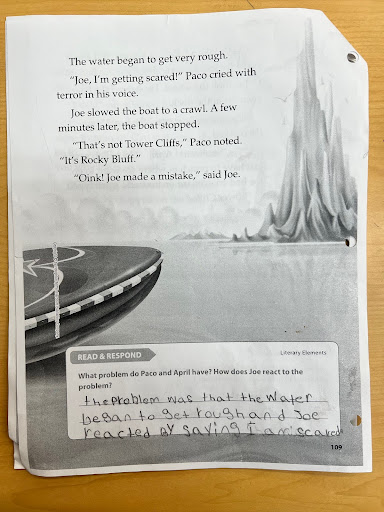 The water began to get very rough.
"Joe, I'm getting scared!" Paco cried with
terror in his voice.
Joe slowed the boat to a crawl. A few
minutes later, the boat stopped.
"That's not Tower Cliffs," Paco noted.
"It's Rocky Bluff."
"Oink! Joe made a mistake," said Joe.
READ & RESPOND
Literary Elements
What problem do Paco and April have? How does Joe react to the
problem?
the problem was that the water
began to get rough and Joe
reacted By saying I am scared
109